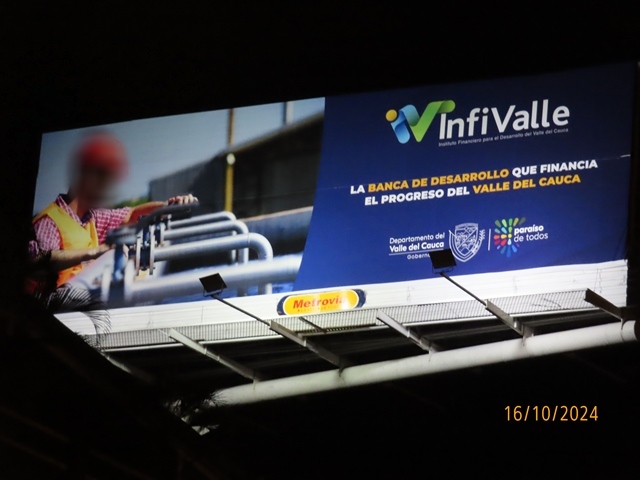 InfiValle
Instituto Financiero para el Desarrollo del Valle del Cauca
LA BANCA DE DESARROLLO QUE FINANCIA
EL PROGRESO DEL VALLE DEL CAUCA
Departamento del
Valle del Cauca
paraíso
de todos
Metrovia
16/10/2024